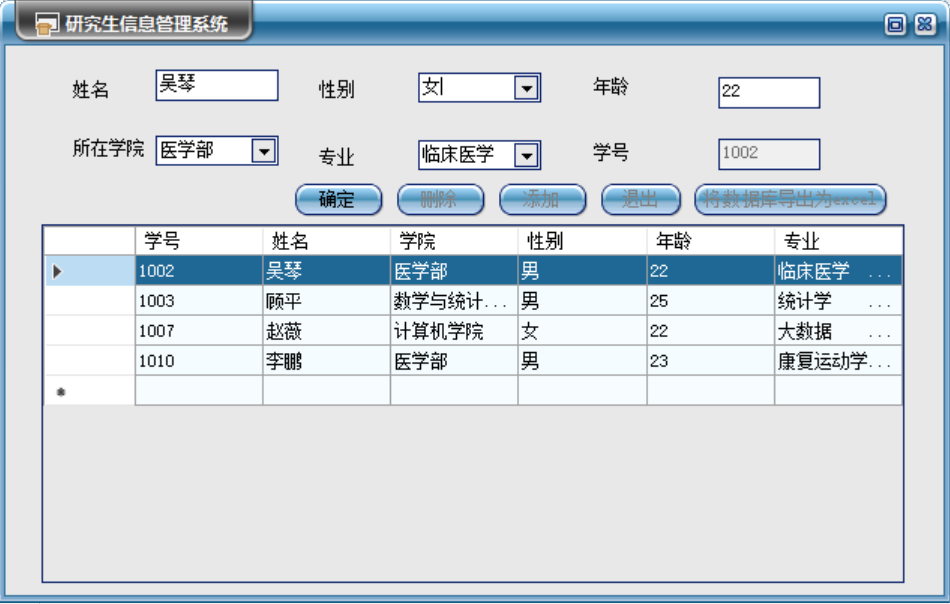 研究生信息管理系统
姓名 吴琴 性别 女 年龄 22
所在学院 医学部 专业 临床医学 学号 1002
确定 删除 添加 退出 将数据库导出为excel
学号 姓名 学院 性别 年龄 专业
1002 吴琴 医学部 男 22 临床医学 ...
1003 顾平 数学与统计... 男 25 统计学 ...
1007 赵薇 计算机学院 女 22 大数据 ...
1010 李鹏 医学部 男 23 康复运动学...